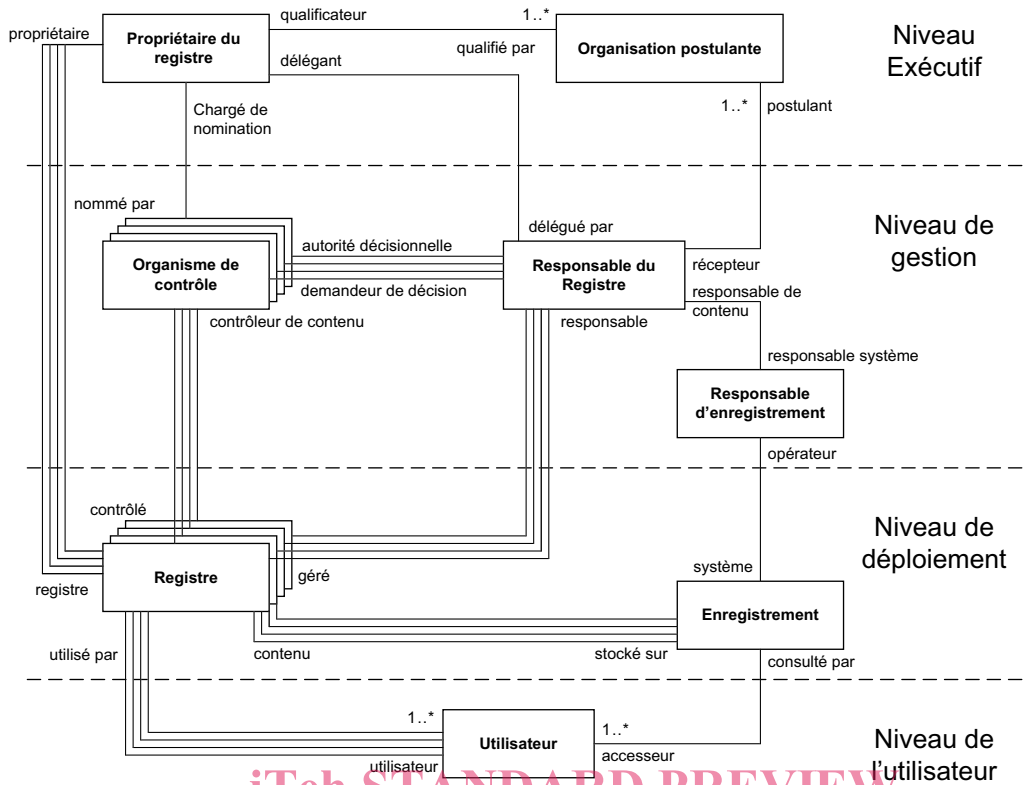 propriétaire
Propriétaire du
registre
qualificateur
1..*
qualifié par
délégant
Organisation postulante
Niveau
Exécutif
Chargé de
nomination
1..*
postulant
nommé par
Organisme de
contrôle
autorité décisionnelle
demandeur de décision
contrôleur de contenu
délégué par
Responsable du
Registre
récepteur
responsable de
contenu
responsable
Niveau de
gestion
responsable système
Responsable
d'enregistrement
opérateur
contrôlé
Registre
géré
registre
système
Enregistrement
Niveau de
déploiement
utilisé par
contenu
stocké sur
consulté par
1..*
Utilisateur
1..*
utilisateur
accesseur
Niveau de
l'utilisateur
iTeh STANDARD PREVIEW